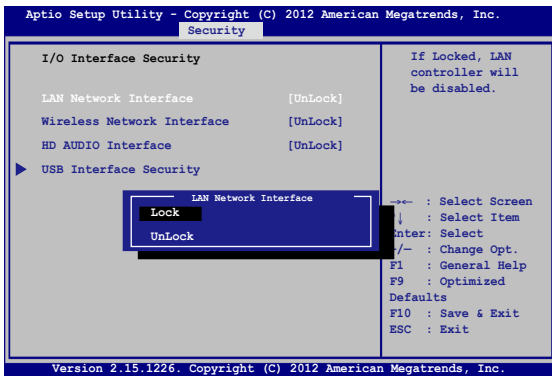 Aptio Setup Utility - Copyright (C) 2012 American Megatrends, Inc.
Security
I/O Interface Security
LAN Network Interface [UnLock]
Wireless Network Interface [UnLock]
HD AUDIO Interface [UnLock]
USB Interface Security
LAN Network Interface
Lock
UnLock
If Locked, LAN
controller will
be disabled.
→← : Select Screen
↓ : Select Item
Enter: Select
/— : Change Opt.
F1 : General Help
F9 : Optimized
Defaults
F10 : Save & Exit
ESC : Exit
Version 2.15.1226. Copyright (C) 2012 American Megatrends, Inc.